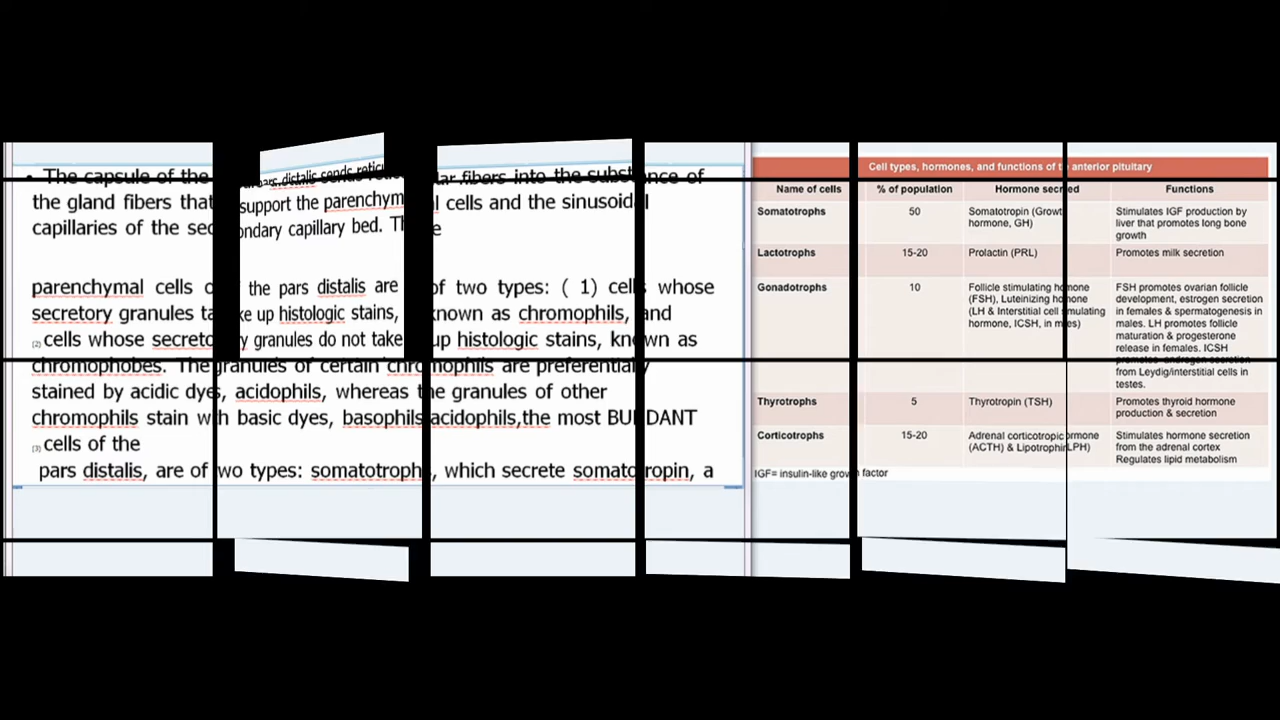 • The capsule of the pars distalis sends reticular fibers into the substance of
the gland fibers that support the parenchymal cells and the sinusoidal
capillaries of the secondary capillary bed. The
parenchymal cells of the pars distalis are of two types: ( 1) cells whose
secretory granules take up histologic stains, known as chromophils, and
[2] cells whose secretory granules do not take up histologic stains, known as
chromophobes. The granules of certain chromophils are preferentially
stained by acidic dyes, acidophils, whereas the granules of other
chromophils stain with basic dyes, basophils acidophils,the most BUNDANT
[3] cells of the
pars distalis, are of two types: somatotrophs, which secrete somatotropin, a
Cell types, hormones, and functions of the anterior pituitary
Name of cells % of population Hormone secreted Functions
Somatotrophs 50 Somatotropin (Growth hormone, GH) Stimulates IGF production by
liver that promotes long bone
growth
Lactotrophs 15-20 Prolactin (PRL) Promotes milk secretion
Gonadotrophs 10 Follicle stimulating hormone
(FSH), Luteinizing hormone
(LH & Interstitial cell stimulating
hormone, ICSH, in males)
FSH promotes ovarian follicle
development, estrogen secretion
in females & spermatogenesis in
males. LH promotes follicle
maturation & progesterone
release in females. ICSH
promotes androgen secretion
from Leydig/interstitial cells in
testes.
Thyrotrophs 5 Thyrotropin (TSH) Promotes thyroid hormone
production & secretion
Corticotrophs 15-20 Adrenal corticotropic hormone
(ACTH) & Lipotrophin LPH)
Stimulates hormone secretion
from the adrenal cortex
Regulates lipid metabolism
IGF= insulin-like growth factor